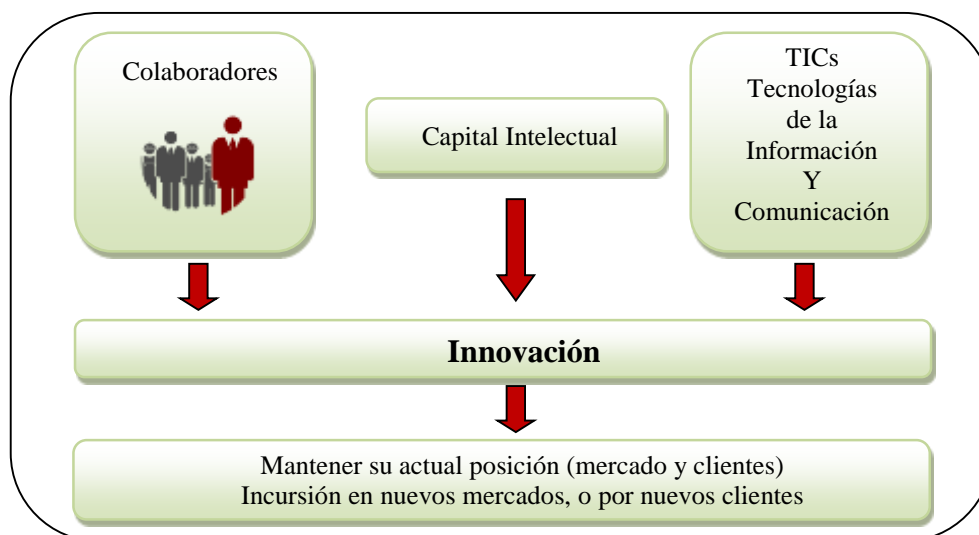 Colaboradores
Capital Intelectual
TICs
Tecnologías
de la
Información
Y
Comunicación
Innovación
Mantener su actual posición (mercado y clientes)
Incursión en nuevos mercados, o por nuevos clientes